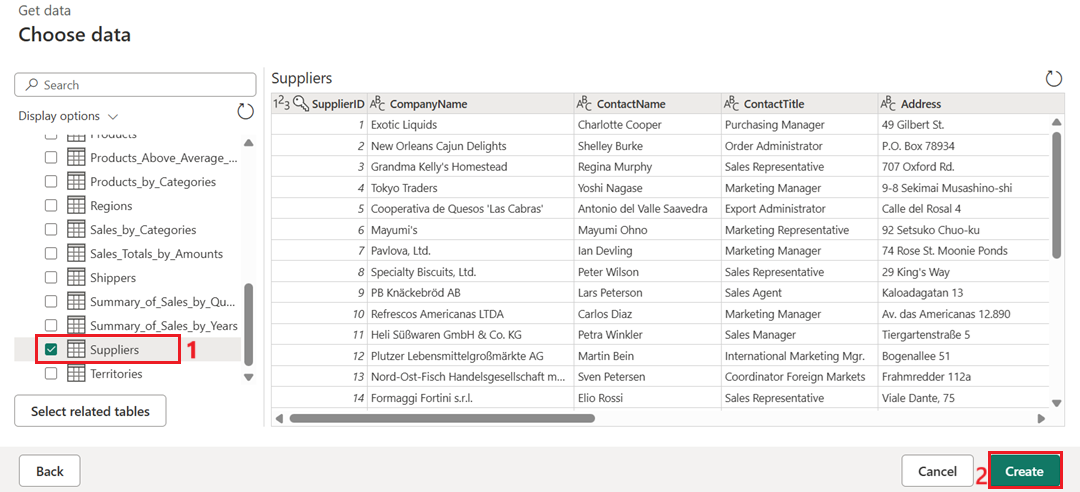 Get data
Choose data
Search
Display options
Products
Products_Above_Average_...
Products_by_Categories
Regions
Sales_by_Categories
Sales_Totals_by_Amounts
Shippers
Summary_of_Sales_by_Qu...
Summary_of_Sales_by_Years
Suppliers 1
Territories
Select related tables
Suppliers
123 SupplierID ABC CompanyName ABC ContactName ABC ContactTitle ABC Address
1 Exotic Liquids Charlotte Cooper Purchasing Manager 49 Gilbert St.
2 New Orleans Cajun Delights Shelley Burke Order Administrator P.O. Box 78934
3 Grandma Kelly's Homestead Regina Murphy Sales Representative 707 Oxford Rd.
4 Tokyo Traders Yoshi Nagase Marketing Manager 9-8 Sekimai Musashino-shi
5 Cooperativa de Quesos 'Las Cabras' Antonio del Valle Saavedra Export Administrator Calle del Rosal 4
6 Mayumi's Mayumi Ohno Marketing Representative 92 Setsuko Chuo-ku
7 Pavlova, Ltd. Ian Devling Marketing Manager 74 Rose St. Moonie Ponds
8 Specialty Biscuits, Ltd. Peter Wilson Sales Representative 29 King's Way
9 PB Knäckebröd AB Lars Peterson Sales Agent Kaloadagatan 13
10 Refrescos Americanas LTDA Carlos Diaz Marketing Manager Av. das Americanas 12.890
11 Heli Süßwaren GmbH & Co. KG Petra Winkler Sales Manager Tiergartenstraße 5
12 Plutzer Lebensmittelgroßmärkte AG Martin Bein International Marketing Mgr. Bogenallee 51
13 Nord-Ost-Fisch Handelsgesellschaft m... Sven Petersen Coordinator Foreign Markets Frahmredder 112a
14 Formaggi Fortini s.r.l. Elio Rossi Sales Representative Viale Dante, 75
Back
Cancel
2 Create